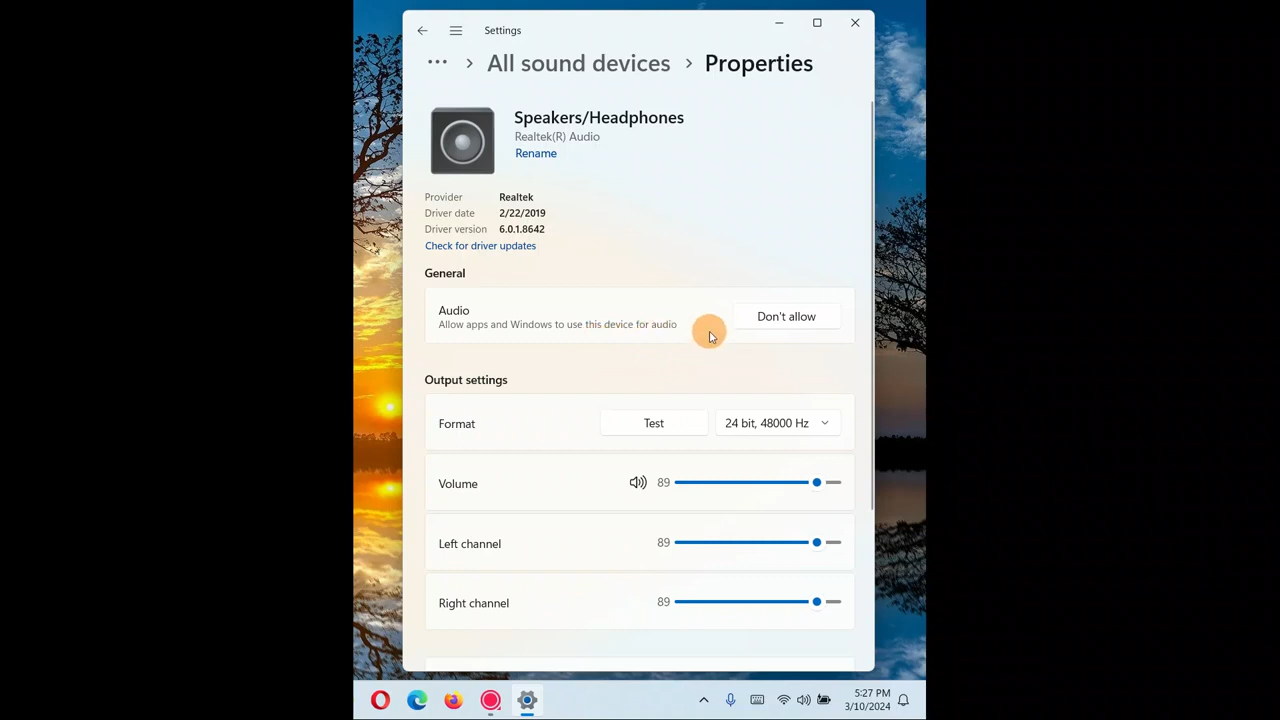 Settings
... > All sound devices > Properties
Speakers/Headphones
Realtek(R) Audio
Rename
Provider Realtek
Driver date 2/22/2019
Driver version 6.0.1.8642
Check for driver updates
General
Audio
Allow apps and Windows to use this device for audio
Don't allow
Output settings
Format Test 24 bit, 48000 Hz
Volume 89
Left channel 89
Right channel 89
5:27 PM
3/10/2024